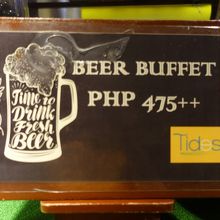 BEER BUFFET
PHP 475++
Time to
Drink
Fresh
Beer
Tides